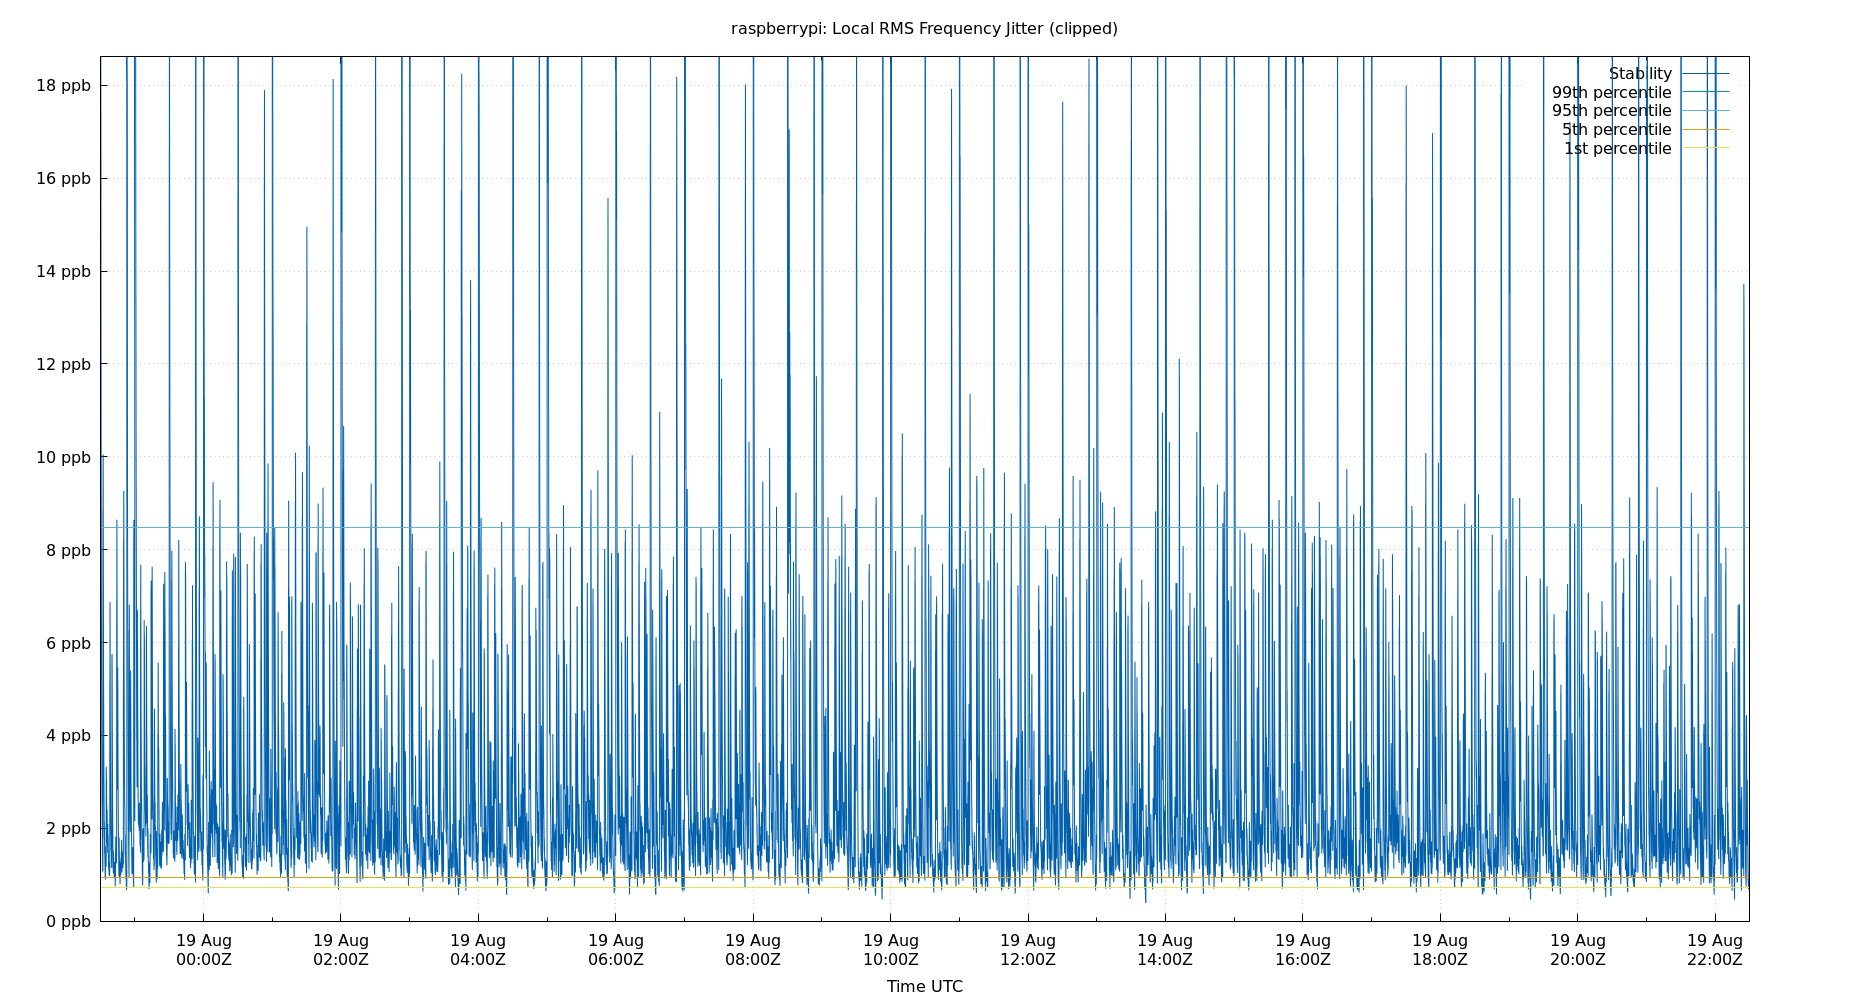 raspberrypi: Local RMS Frequency Jitter (clipped)
18 ppb
16 ppb
14 ppb
12 ppb
10 ppb
8 ppb
6 ppb
4 ppb
2 ppb
0 ppb
Stability
99th percentile
95th percentile
5th percentile
1st percentile
19 Aug 19 Aug 19 Aug 19 Aug 19 Aug 19 Aug 19 Aug 19 Aug 19 Aug 19 Aug 19 Aug 19 Aug
00:00Z 02:00Z 04:00Z 06:00Z 08:00Z 10:00Z 12:00Z 14:00Z 16:00Z 18:00Z 20:00Z 22:00Z
Time UTC